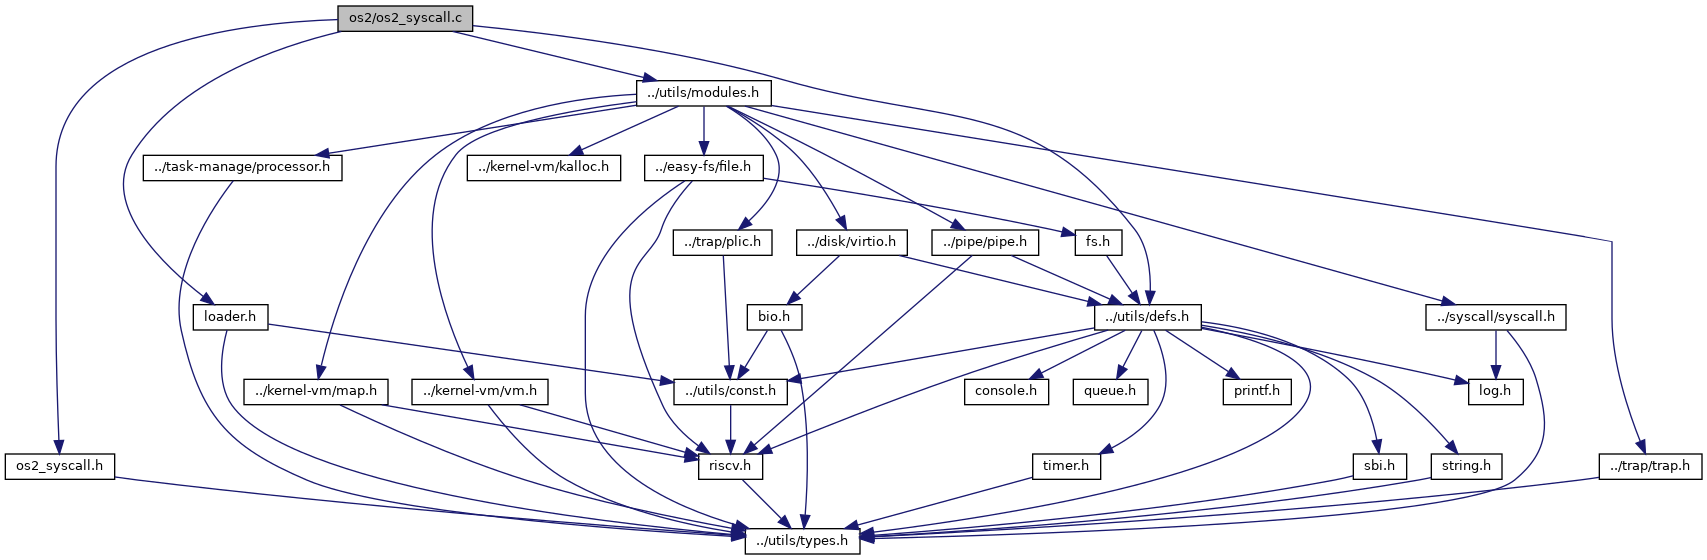 os2/os2_syscall.c
../utils/modules.h
../task-manage/processor.h
../kernel-vm/kalloc.h
../easy-fs/file.h
../trap/plic.h
../disk/virtio.h
../pipe/pipe.h
fs.h
loader.h
bio.h
../utils/defs.h
../syscall/syscall.h
../kernel-vm/map.h
../kernel-vm/vm.h
../utils/const.h
console.h
queue.h
printf.h
log.h
os2_syscall.h
riscv.h
timer.h
sbi.h
string.h
../trap/trap.h
../utils/types.h